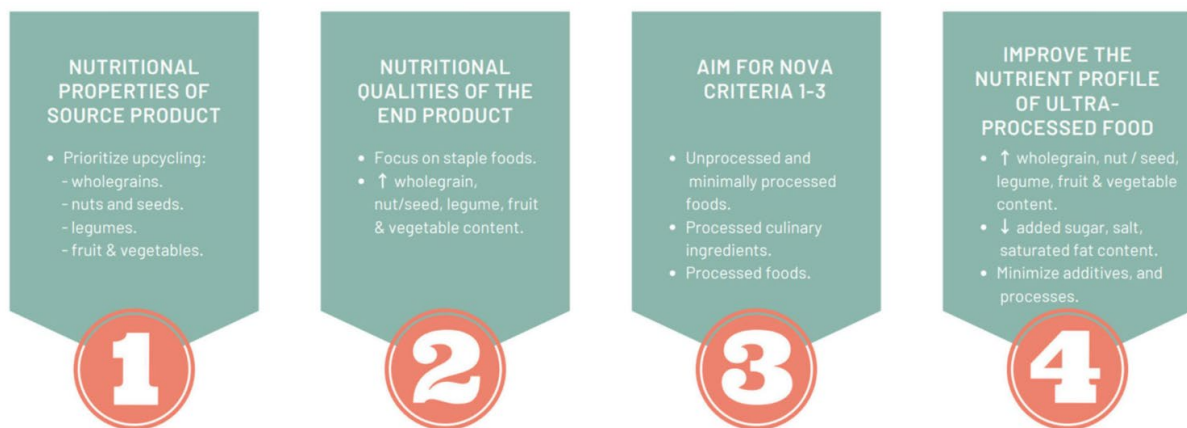 NUTRITIONAL
PROPERTIES OF
SOURCE PRODUCT
• Prioritize upcycling:
- wholegrains.
- nuts and seeds.
- legumes.
- fruit & vegetables.
1
NUTRITIONAL
QUALITIES OF THE
END PRODUCT
• Focus on staple foods.
• ↑ wholegrain,
nut/seed, legume, fruit
& vegetable content.
2
AIM FOR NOVA
CRITERIA 1-3
• Unprocessed and
minimally processed
foods.
• Processed culinary
ingredients.
• Processed foods.
3
IMPROVE THE
NUTRIENT PROFILE
OF ULTRA-
PROCESSED FOOD
• ↑ wholegrain, nut / seed,
legume, fruit & vegetable
content.
• ↓ added sugar, salt,
saturated fat content.
• Minimize additives, and
processes.
4